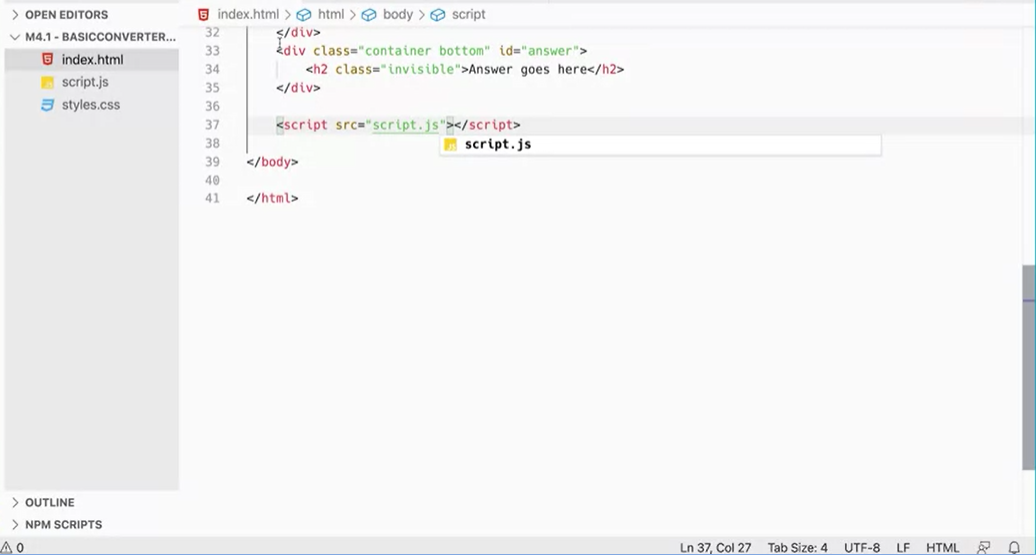 OPEN EDITORS
M4.1 - BASICCONVERTER...
index.html
script.js
styles.css
OUTLINE
NPM SCRIPTS
index.html > html > body > script
32 </div>
33 <div class="container bottom" id="answer">
34 <h2 class="invisible">Answer goes here</h2>
35 </div>
36
37 <script src="script.js"></script>
script.js
38
39 </body>
40
41 </html>
0
Ln 37, Col 27 Tab Size: 4 UTF-8 LF HTML